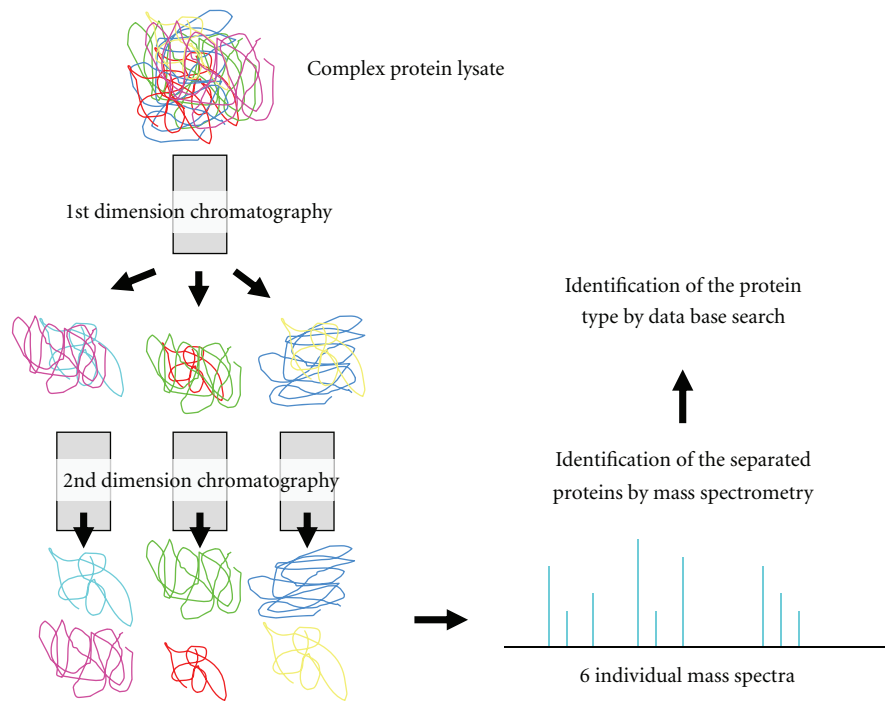 Complex protein lysate
1st dimension chromatography
2nd dimension chromatography
Identification of the protein
type by data base search
Identification of the separated
proteins by mass spectrometry
6 individual mass spectra